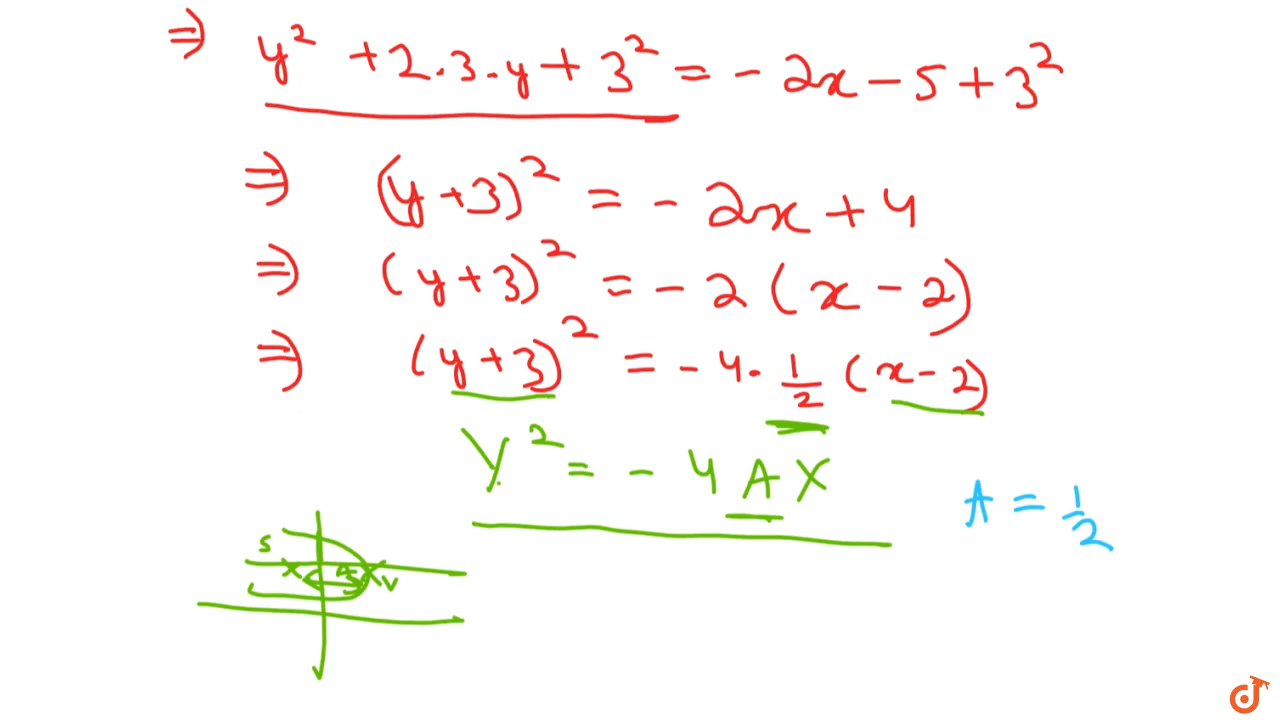 ⇒ y² + 2·3·y + 3² = - 2x - 5 + 3²
⇒ (y+3)² = - 2x + 4
⇒ (y+3)² = - 2 (x - 2)
⇒ (y+3)² = - 4 · 1/2 (x - 2)
Y² = - 4 A X
A = 1/2
S
A
V